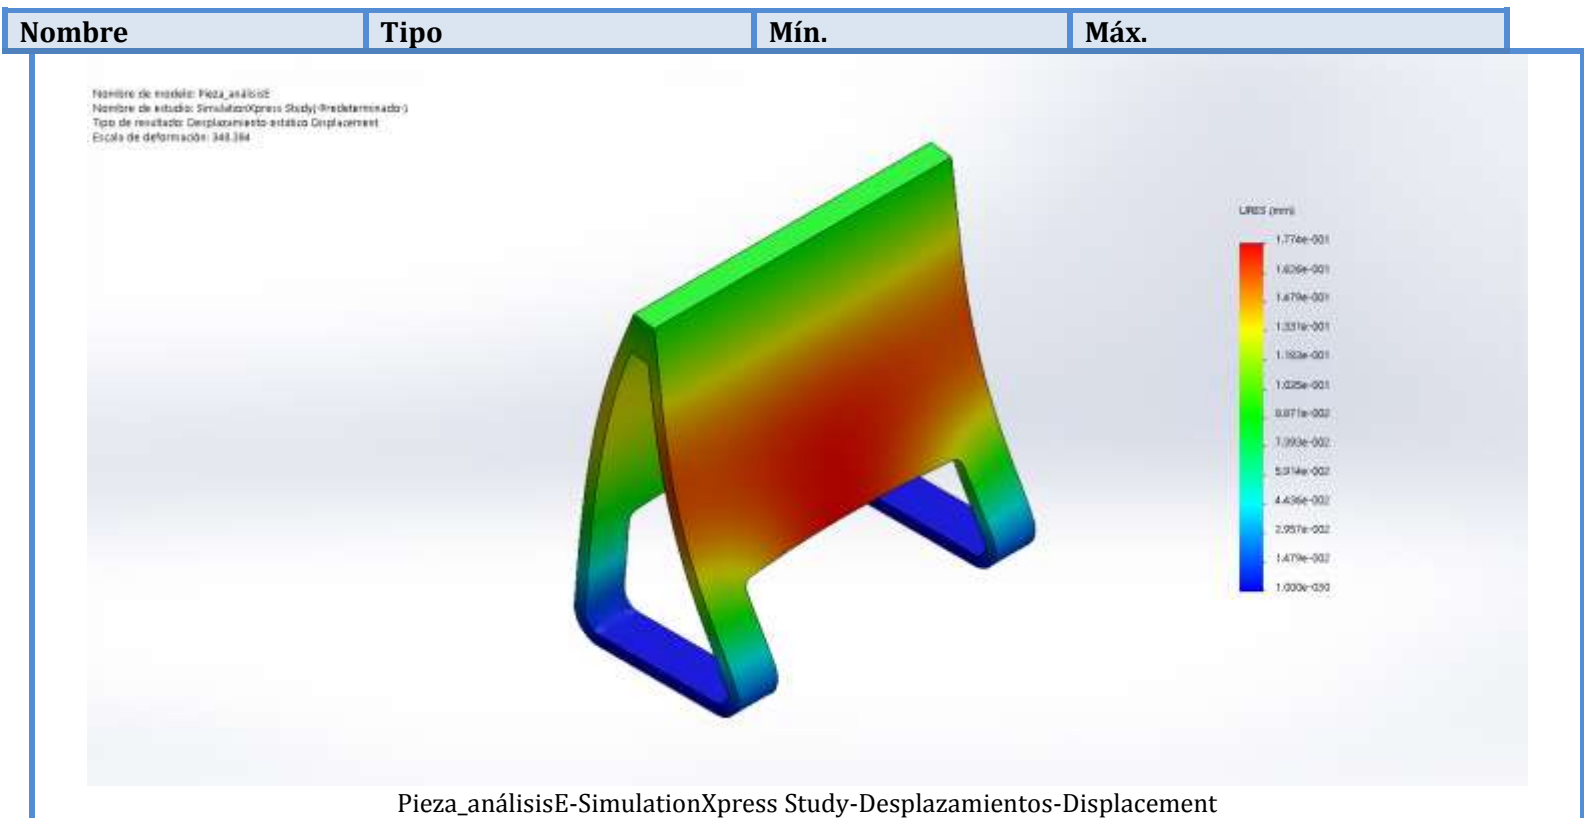 Nombre Tipo Mín. Máx.
Nombre de modelo: Pieza_análisisE
Nombre de estudio: SimulationXpress Study(-Predeterminado-)
Tipo de resultado: Desplazamiento estático Displacement
Escala de deformación: 348.384
URES (mm)
1.774e-001
1.626e-001
1.479e-001
1.331e-001
1.183e-001
1.035e-001
8.871e-002
7.393e-002
5.914e-002
4.436e-002
2.957e-002
1.479e-002
1.000e-030
Pieza_análisisE-SimulationXpress Study-Desplazamientos-Displacement